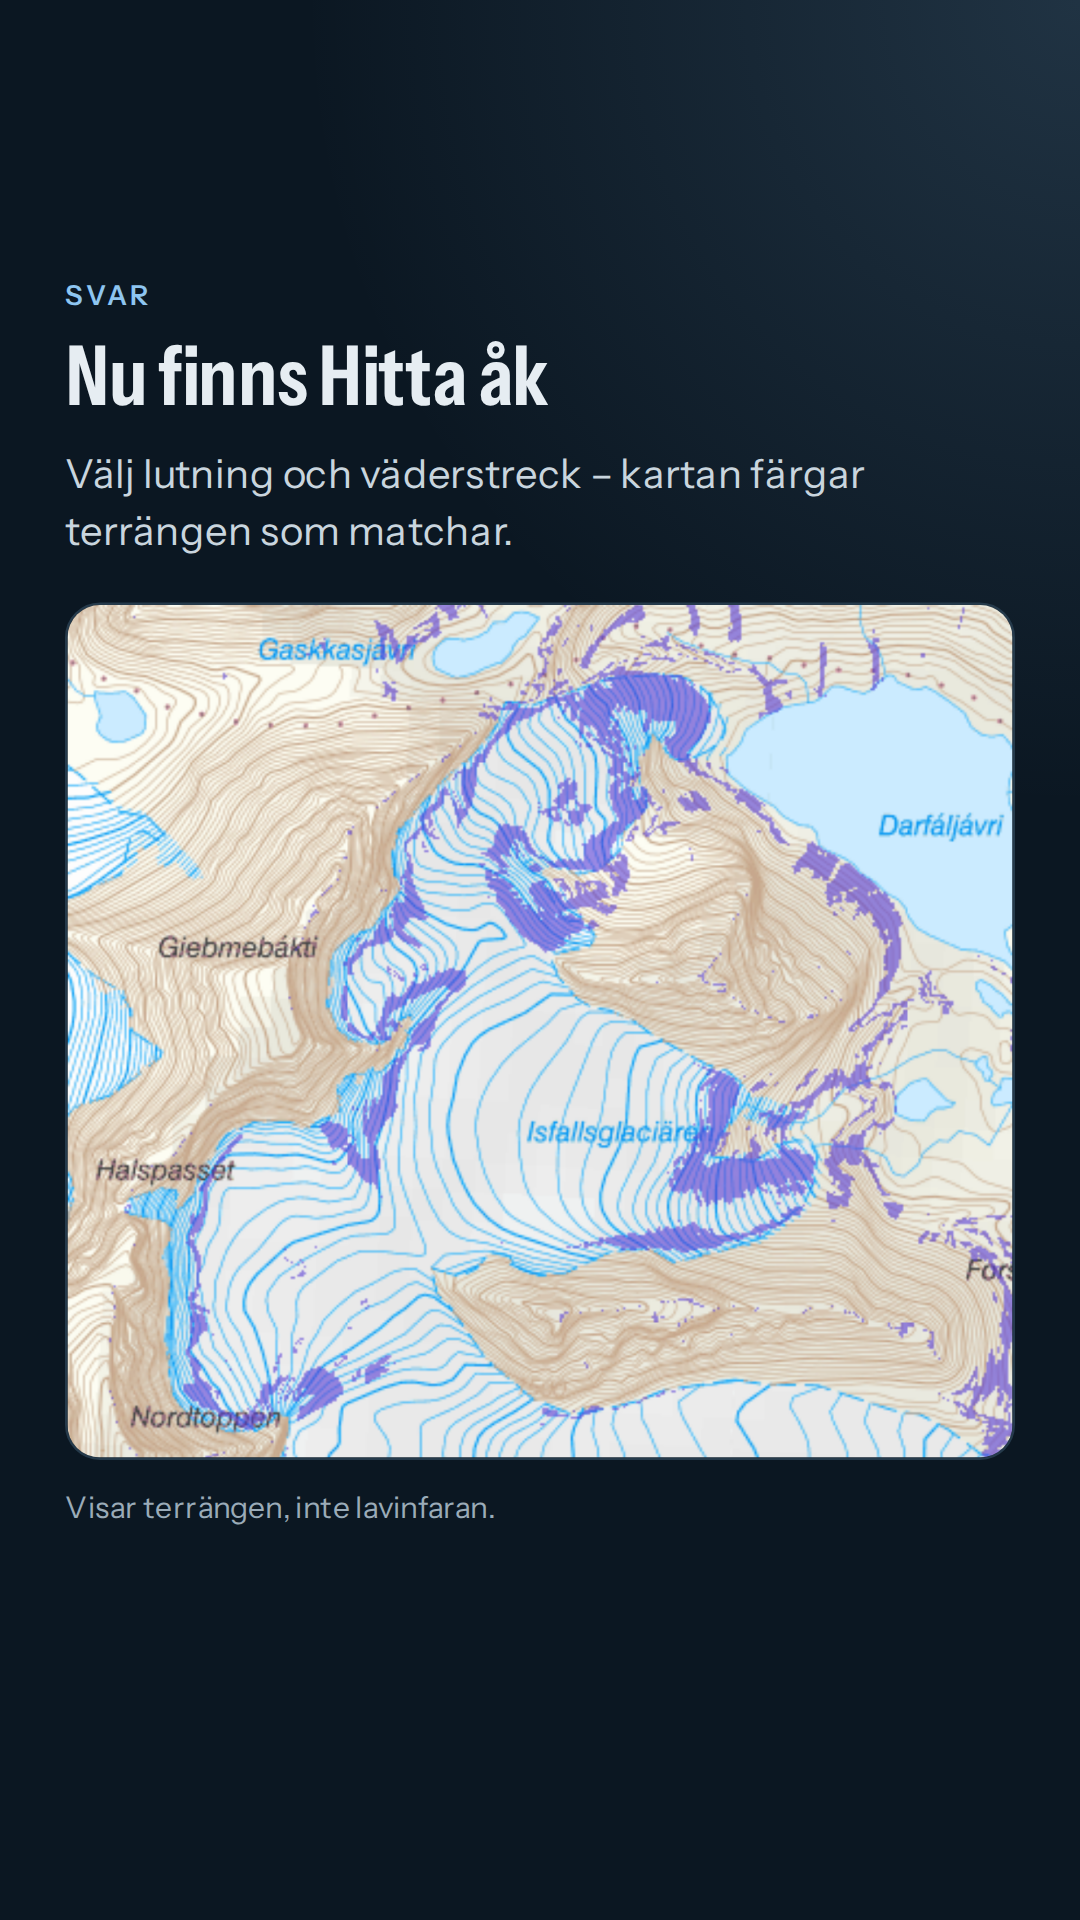 SVAR
Nu finns Hitta åk
Välj lutning och väderstreck – kartan färgar
terrängen som matchar.
Gaskkasjávri
Darfáljávri
Giebmebákti
Isfallsglaciären
Halspasset
Fors
Nordtoppen
Visar terrängen, inte lavinfaran.